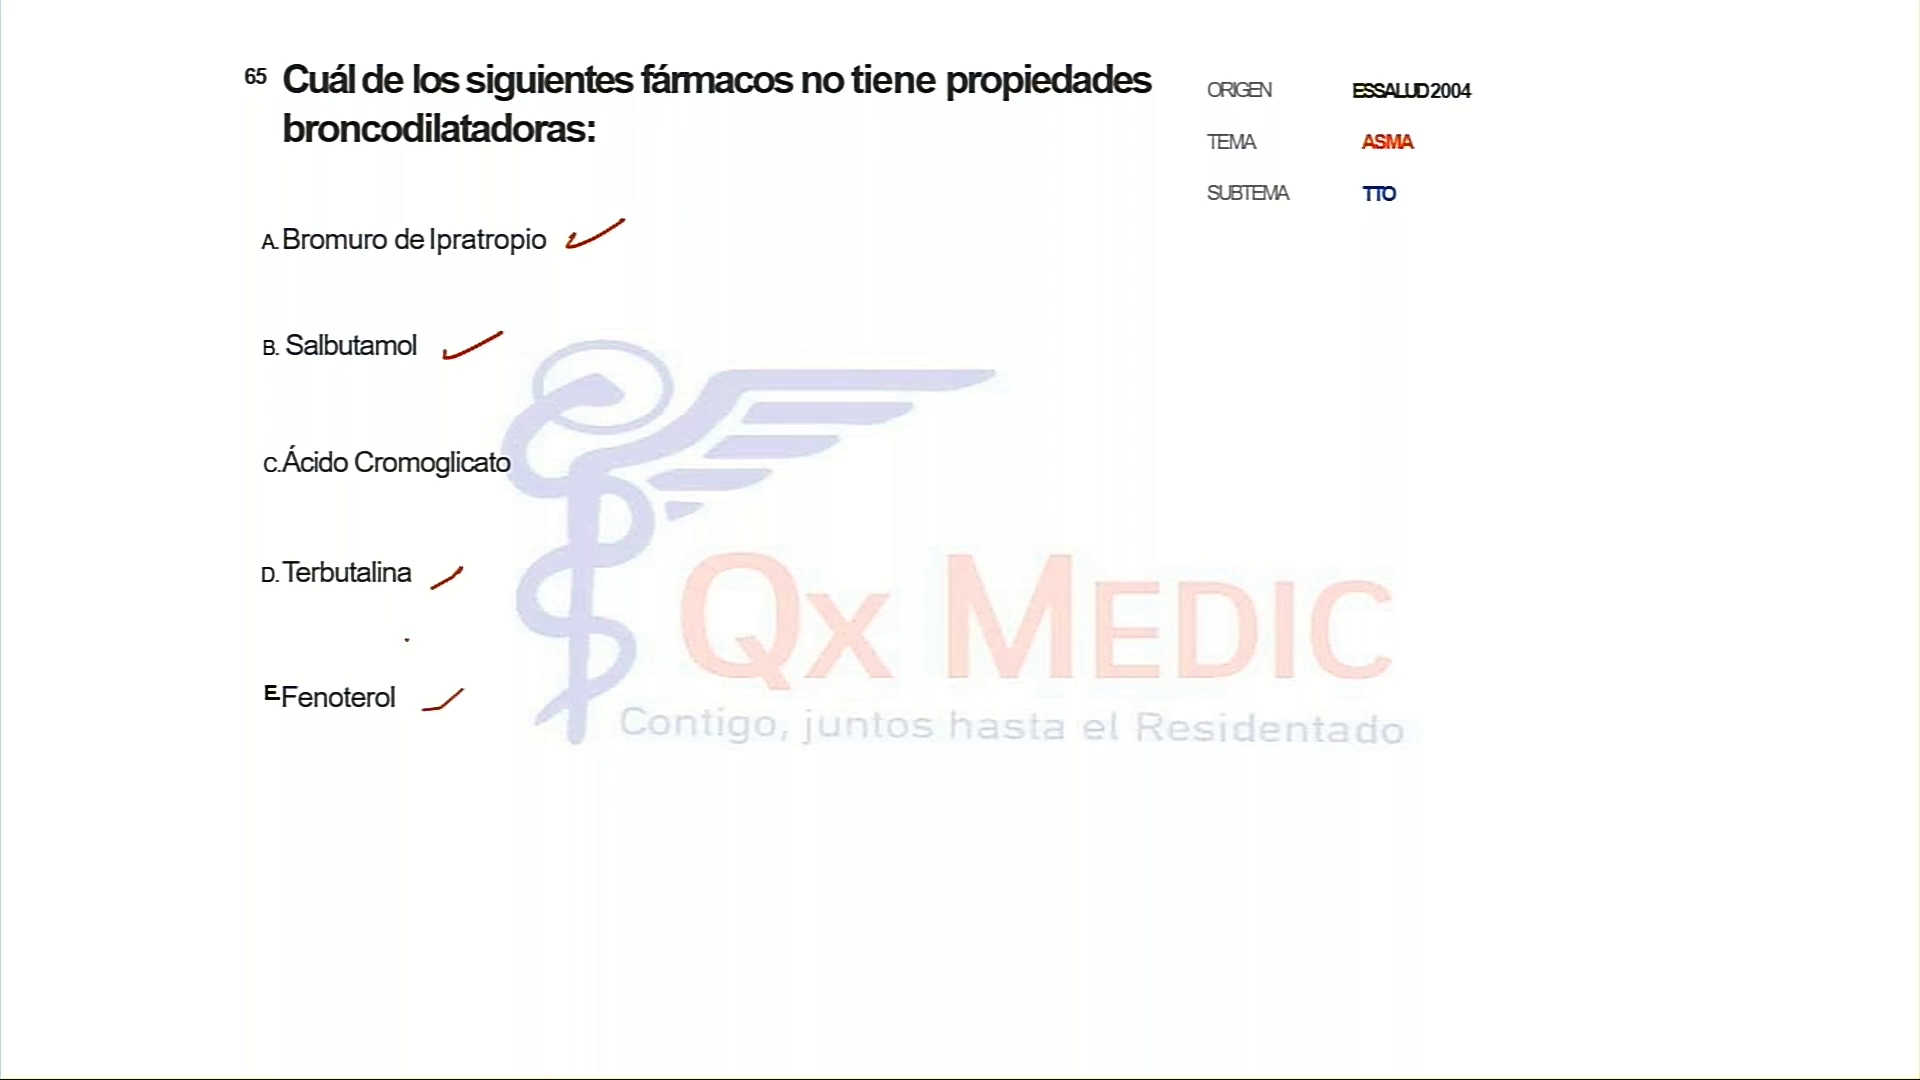 65 Cuál de los siguientes fármacos no tiene propiedades
broncodilatadoras:
ORIGEN ESSALUD 2004
TEMA ASMA
SUBTEMA TTO
A. Bromuro de Ipratropio
B. Salbutamol
C. Ácido Cromoglicato
D. Terbutalina
E. Fenoterol
Qx MEDIC
Contigo, juntos hasta el Residentado